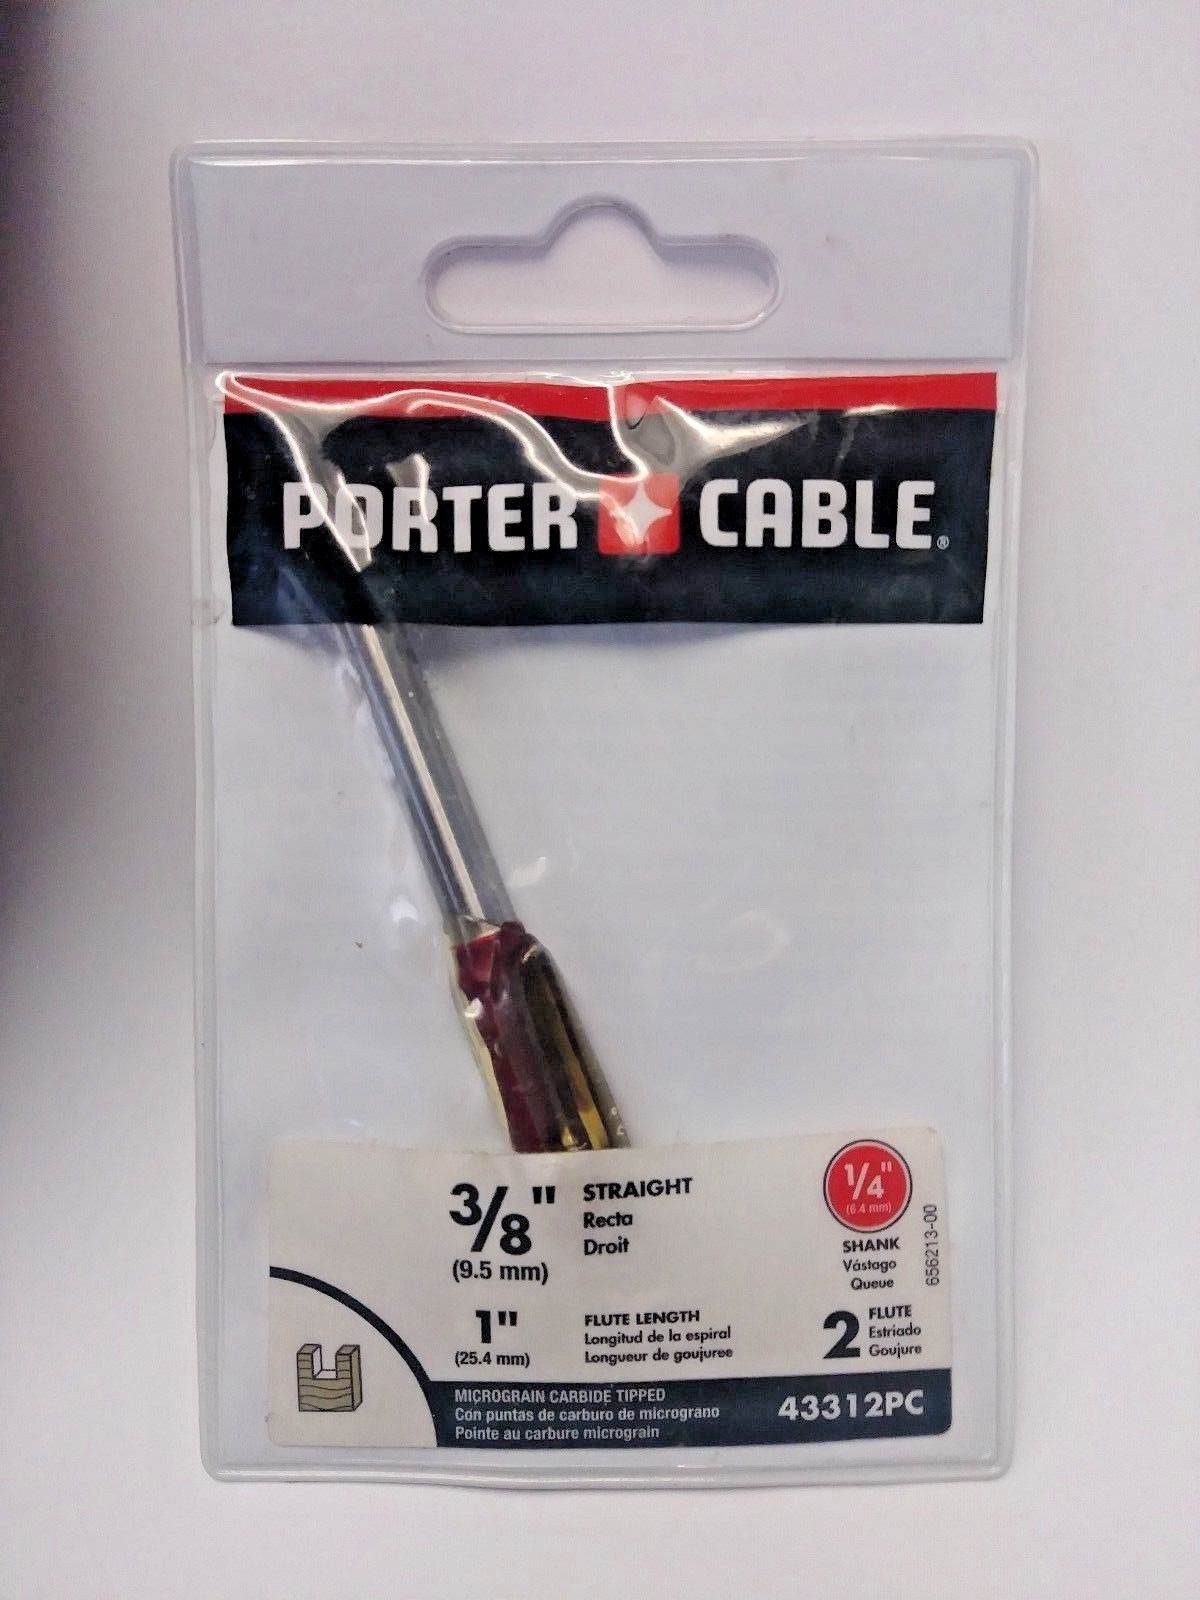 PORTER CABLE®
3/8"
(9.5 mm)
STRAIGHT
Recta
Droit
1/4"
(6.4 mm)
SHANK
Vástago
Queue
656213-00
1"
(25.4 mm)
FLUTE LENGTH
Longitud de la espiral
Longueur de goujuree
2
FLUTE
Estriado
Goujure
MICROGRAIN CARBIDE TIPPED
Con puntas de carburo de micrograno
Pointe au carbure micrograin
43312PC